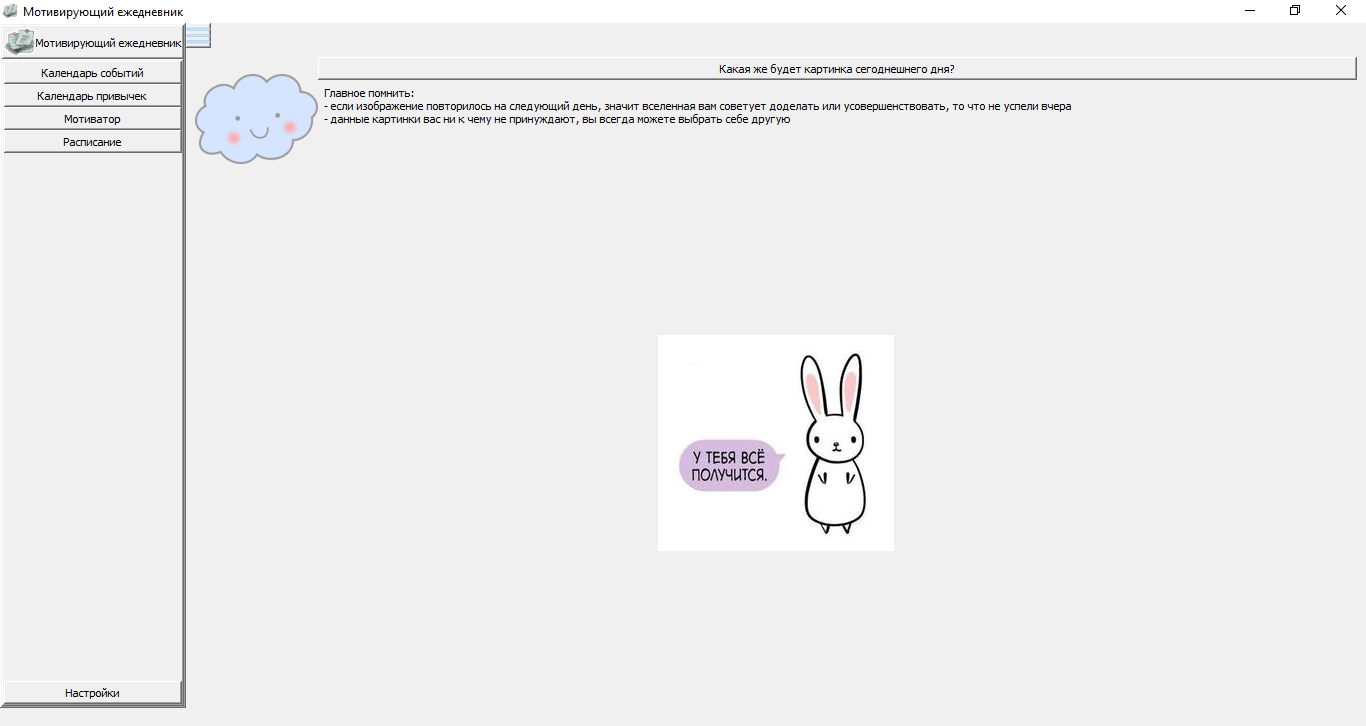 Мотивирующий ежедневник
Мотивирующий ежедневник
Календарь событий
Календарь привычек
Мотиватор
Расписание
Какая же будет картинка сегоднешнего дня?
Главное помнить:
- если изображение повторилось на следующий день, значит вселенная вам советует доделать или усовершенствовать, то что не успели вчера
- данные картинки вас ни к чему не принуждают, вы всегда можете выбрать себе другую
У ТЕБЯ ВСЁ
ПОЛУЧИТСЯ.
Настройки